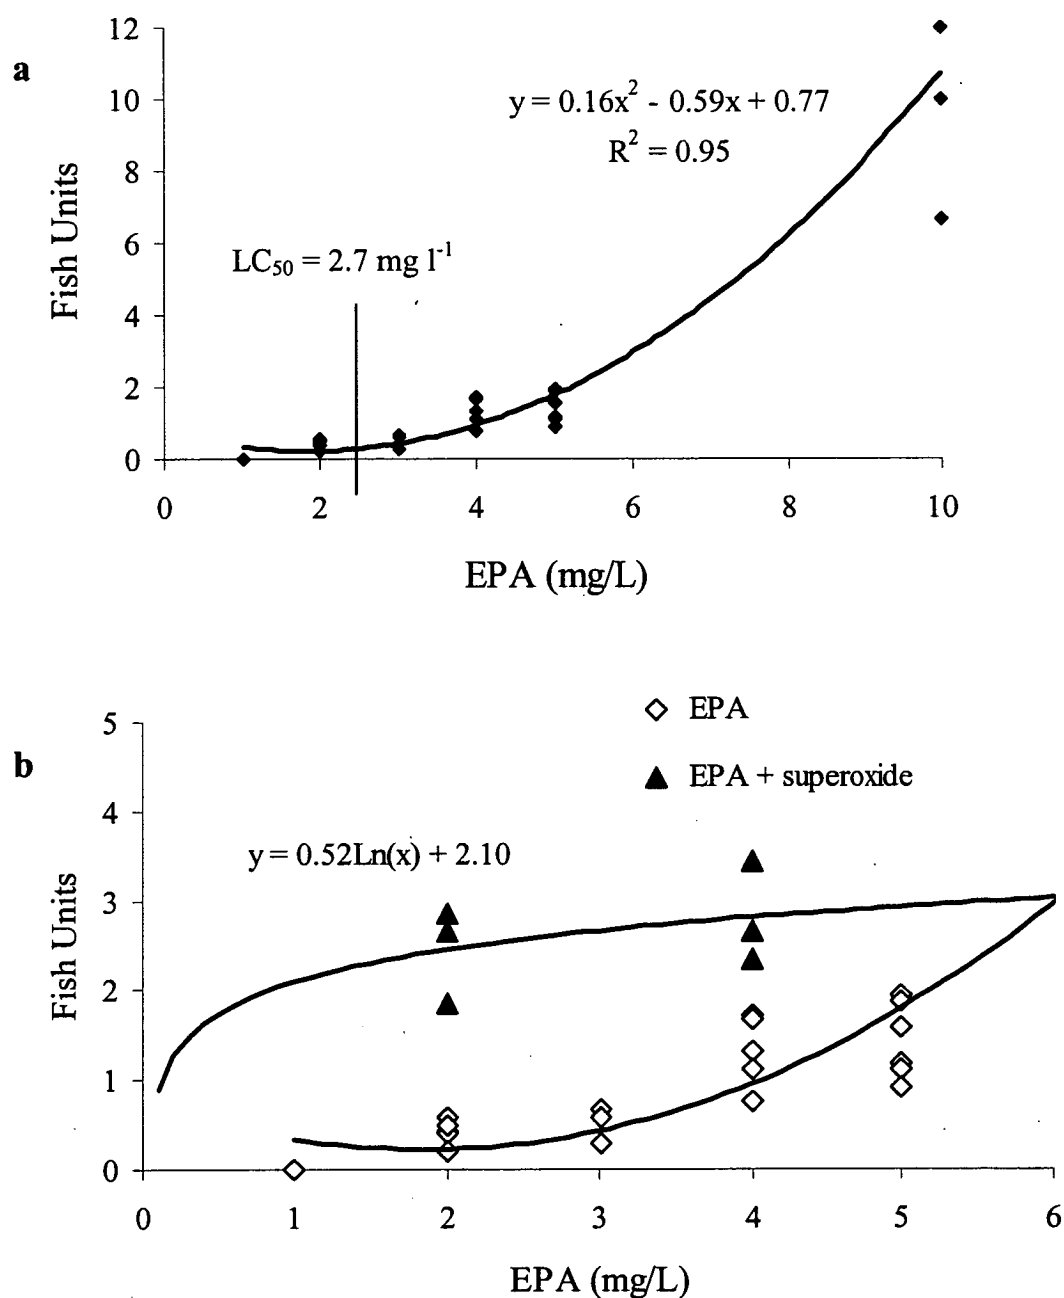 a
12
10
8
6
4
2
0
Fish Units
y = 0.16x² - 0.59x + 0.77
R² = 0.95
LC₅₀ = 2.7 mg l⁻¹
0 2 4 6 8 10
EPA (mg/L)
b
5
4
3
2
1
0
Fish Units
EPA
EPA + superoxide
y = 0.52Ln(x) + 2.10
0 1 2 3 4 5 6
EPA (mg/L)